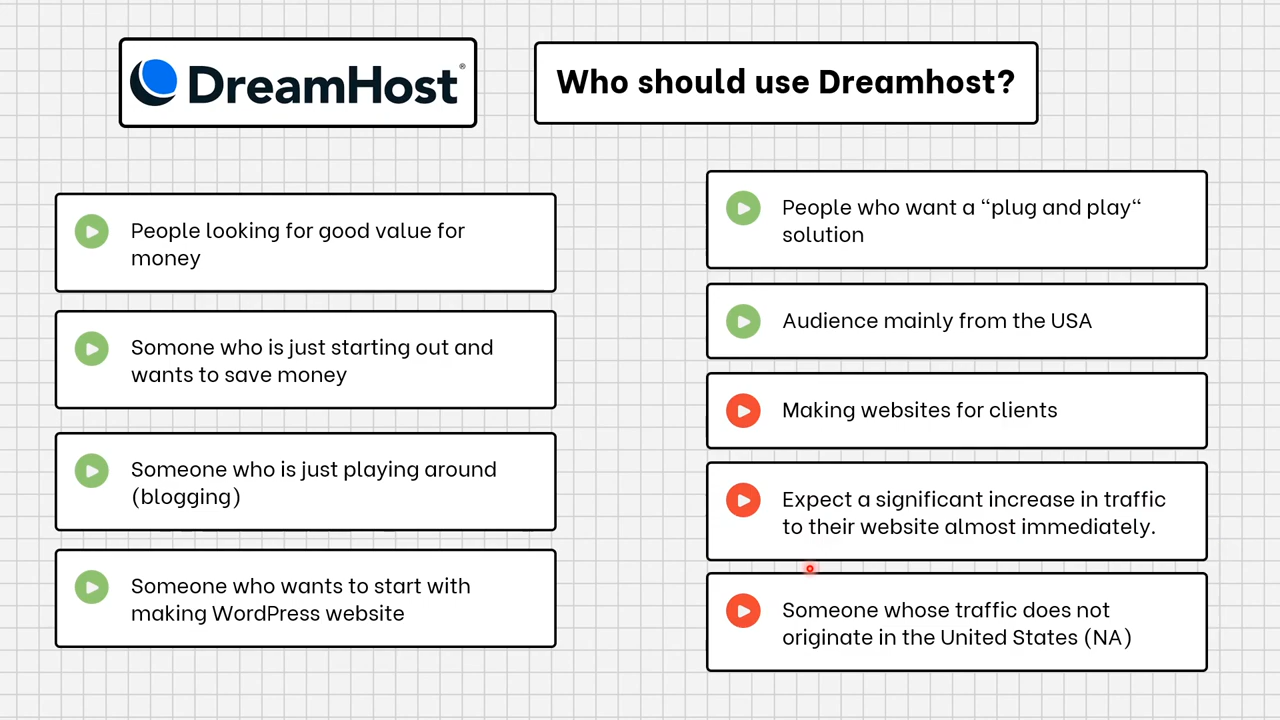 DreamHost®
Who should use Dreamhost?
People looking for good value for
money
Somone who is just starting out and
wants to save money
Someone who is just playing around
(blogging)
Someone who wants to start with
making WordPress website
People who want a “plug and play“
solution
Audience mainly from the USA
Making websites for clients
Expect a significant increase in traffic
to their website almost immediately.
Someone whose traffic does not
originate in the United States (NA)